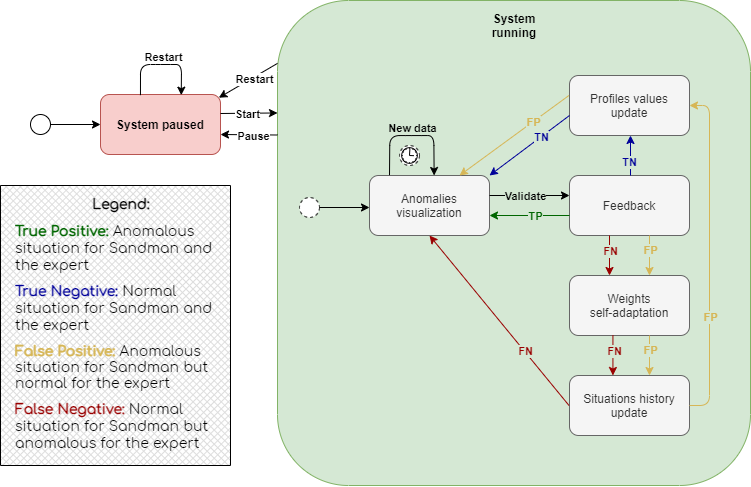 System
running
Restart
Restart
System paused
Start
Pause
New data
Profiles values
update
FP
TN
TN
Anomalies
visualization
Validate
TP
Feedback
FN
FP
Weights
self-adaptation
FN
FP
FP
FN
Situations history
update
Legend:
True Positive: Anomalous
situation for Sandman and
the expert
True Negative: Normal
situation for Sandman and
the expert
False Positive: Anomalous
situation for Sandman but
normal for the expert
False Negative: Normal
situation for Sandman but
anomalous for the expert